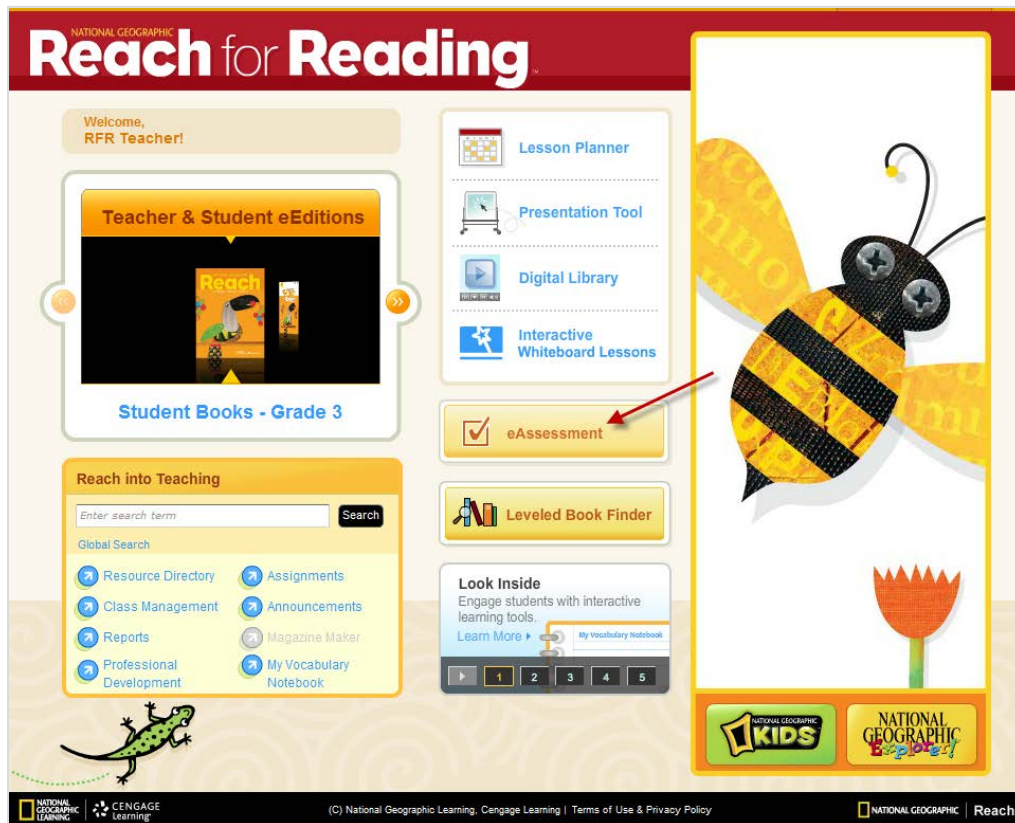 NATIONAL GEOGRAPHIC
Reach for Reading
Welcome,
RFR Teacher!
Teacher & Student eEditions
Reach
Student Books - Grade 3
Lesson Planner
Presentation Tool
Digital Library
Interactive
Whiteboard Lessons
eAssessment
Leveled Book Finder
Reach into Teaching
Enter search term
Search
Global Search
Resource Directory
Assignments
Class Management
Announcements
Reports
Magazine Maker
Professional
Development
My Vocabulary
Notebook
Look Inside
Engage students with interactive
learning tools.
Learn More
My Vocabulary Notebook
1 2 3 4 5
NATIONAL GEOGRAPHIC
KIDS
NATIONAL
GEOGRAPHIC
Explorer!
NATIONAL
GEOGRAPHIC
LEARNING
CENGAGE
Learning
(C) National Geographic Learning, Cengage Learning | Terms of Use & Privacy Policy
NATIONAL GEOGRAPHIC | Reach